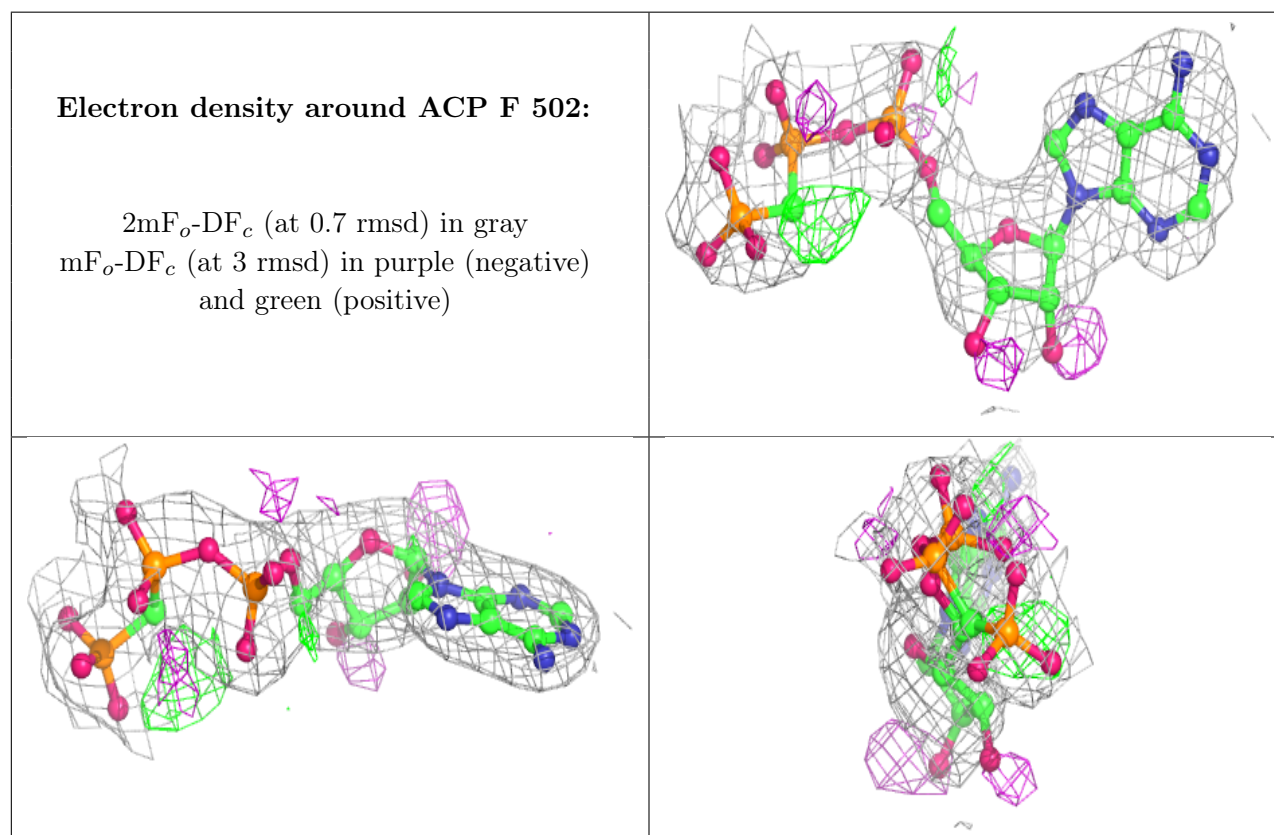 Electron density around ACP F 502:
2mFₒ-DF𝒸 (at 0.7 rmsd) in gray
mFₒ-DF𝒸 (at 3 rmsd) in purple (negative)
and green (positive)